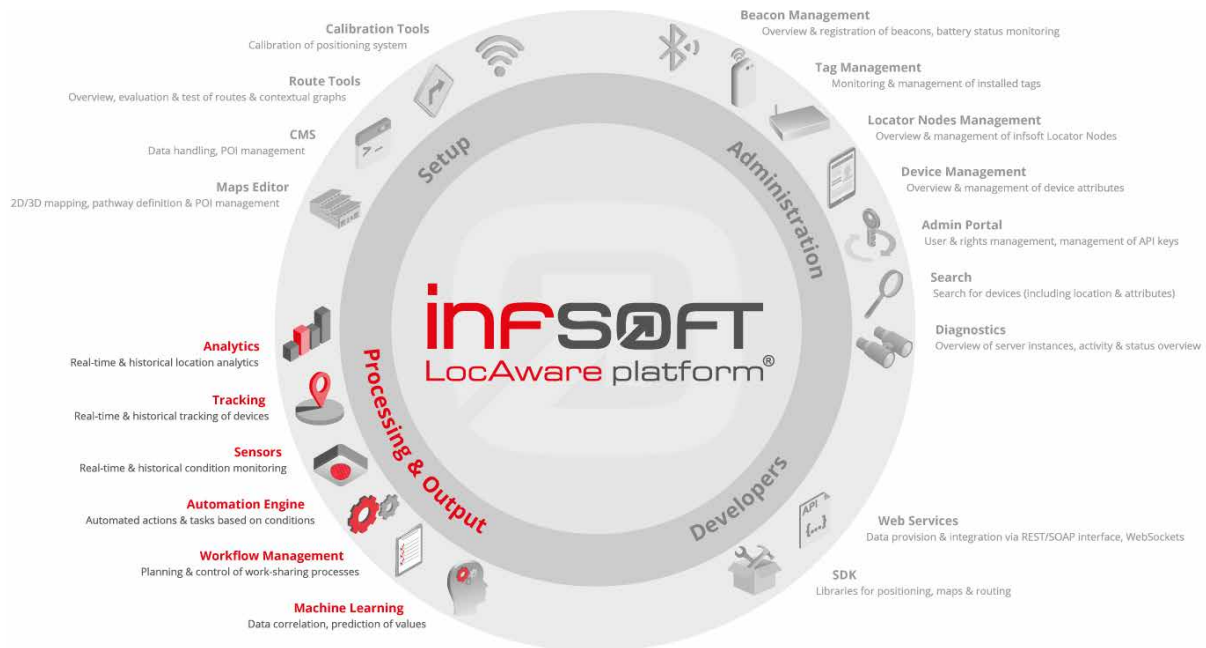 Calibration Tools
Calibration of positioning system
Route Tools
Overview, evaluation & test of routes & contextual graphs
CMS
Data handling, POI management
Maps Editor
2D/3D mapping, pathway definition & POI management
Setup
Beacon Management
Overview & registration of beacons, battery status monitoring
Tag Management
Monitoring & management of installed tags
Locator Nodes Management
Overview & management of infsoft Locator Nodes
Device Management
Overview & management of device attributes
Admin Portal
User & rights management, management of API keys
Search
Search for devices (including location & attributes)
Diagnostics
Overview of server instances, activity & status overview
Administration
infsoft
LocAware platform®
Analytics
Real-time & historical location analytics
Tracking
Real-time & historical tracking of devices
Sensors
Real-time & historical condition monitoring
Automation Engine
Automated actions & tasks based on conditions
Workflow Management
Planning & control of work-sharing processes
Machine Learning
Data correlation, prediction of values
Processing & Output
Developers
API
{...}
Web Services
Data provision & integration via REST/SOAP interface, WebSockets
SDK
Libraries for positioning, maps & routing